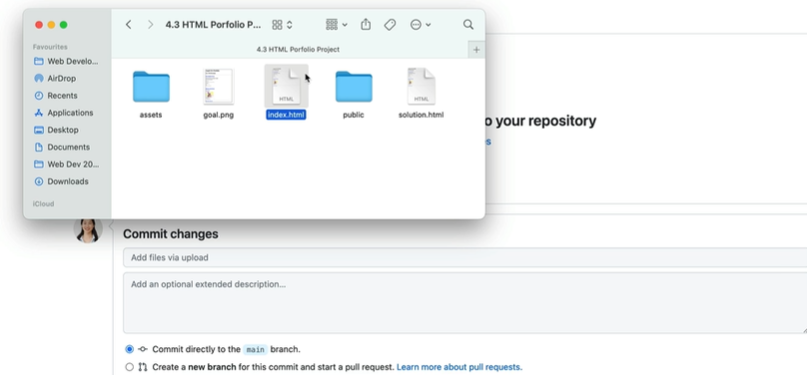 4.3 HTML Porfolio P...
4.3 HTML Porfolio Project
+
Favourites
Web Develo...
AirDrop
Recents
Applications
Desktop
Documents
Web Dev 20...
Downloads
iCloud
assets
goal.png
HTML
index.html
public
HTML
solution.html
o your repository
s
Commit changes
Add files via upload
Add an optional extended description...
Commit directly to the main branch.
Create a new branch for this commit and start a pull request. Learn more about pull requests.